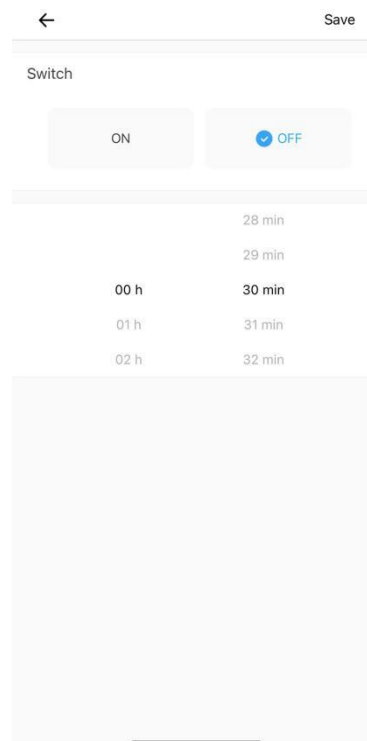 Save
Switch
ON OFF
28 min
29 min
00 h 30 min
01 h 31 min
02 h 32 min